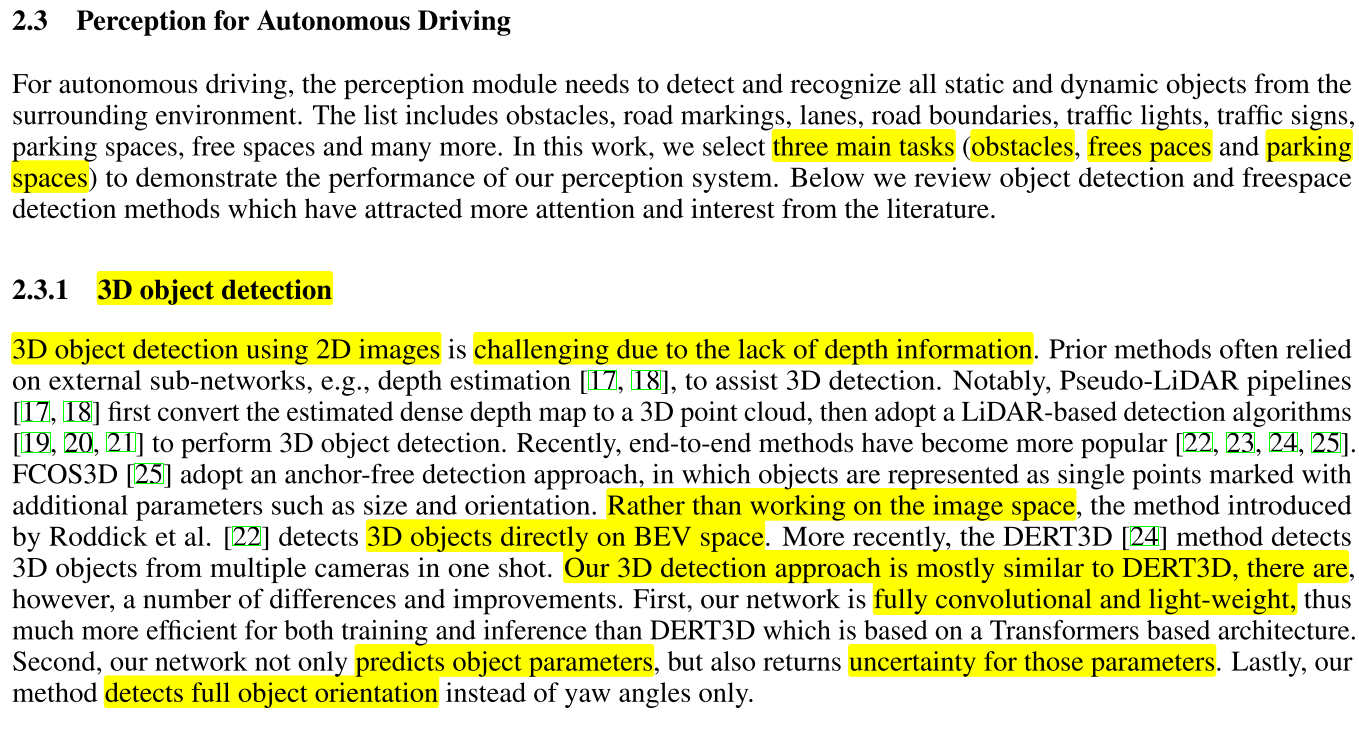 2.3 Perception for Autonomous Driving
For autonomous driving, the perception module needs to detect and recognize all static and dynamic objects from the
surrounding environment. The list includes obstacles, road markings, lanes, road boundaries, traffic lights, traffic signs,
parking spaces, free spaces and many more. In this work, we select three main tasks (obstacles, frees paces and parking
spaces) to demonstrate the performance of our perception system. Below we review object detection and freespace
detection methods which have attracted more attention and interest from the literature.
2.3.1 3D object detection
3D object detection using 2D images is challenging due to the lack of depth information. Prior methods often relied
on external sub-networks, e.g., depth estimation [17, 18], to assist 3D detection. Notably, Pseudo-LiDAR pipelines
[17, 18] first convert the estimated dense depth map to a 3D point cloud, then adopt a LiDAR-based detection algorithms
[19, 20, 21] to perform 3D object detection. Recently, end-to-end methods have become more popular [22, 23, 24, 25].
FCOS3D [25] adopt an anchor-free detection approach, in which objects are represented as single points marked with
additional parameters such as size and orientation. Rather than working on the image space, the method introduced
by Roddick et al. [22] detects 3D objects directly on BEV space. More recently, the DERT3D [24] method detects
3D objects from multiple cameras in one shot. Our 3D detection approach is mostly similar to DERT3D, there are,
however, a number of differences and improvements. First, our network is fully convolutional and light-weight, thus
much more efficient for both training and inference than DERT3D which is based on a Transformers based architecture.
Second, our network not only predicts object parameters, but also returns uncertainty for those parameters. Lastly, our
method detects full object orientation instead of yaw angles only.